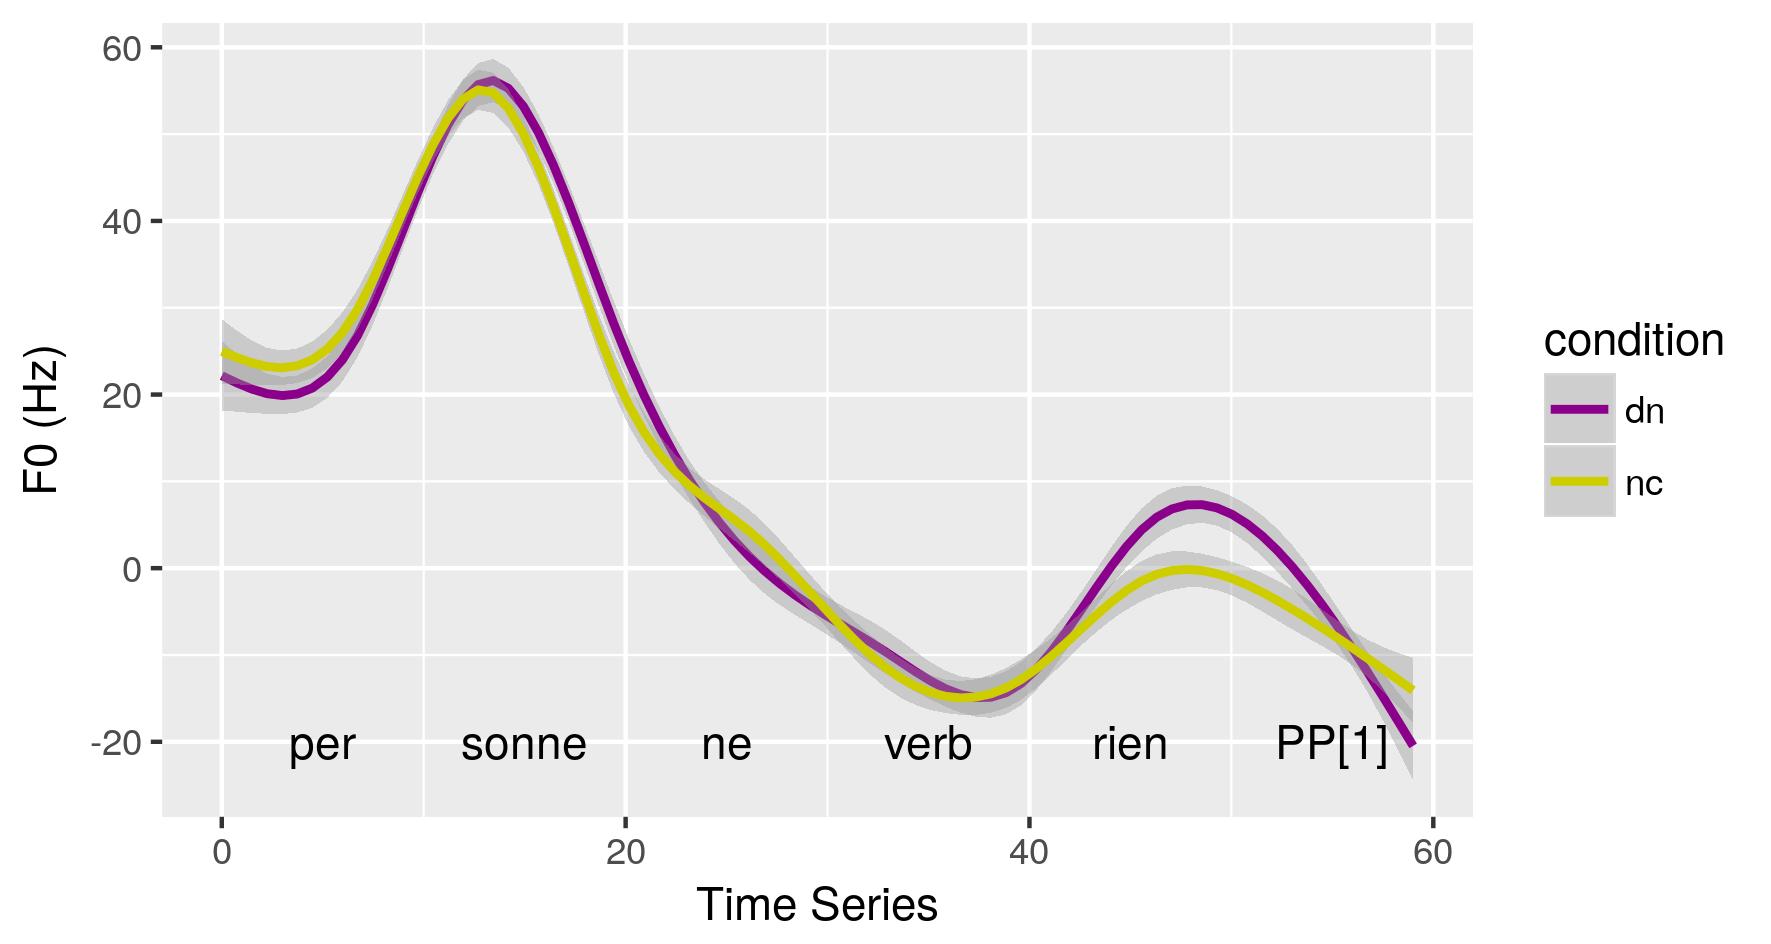 60
40
20
0
-20
F0 (Hz)
per sonne ne verb rien PP[1]
0 20 40 60
Time Series
condition
dn
nc